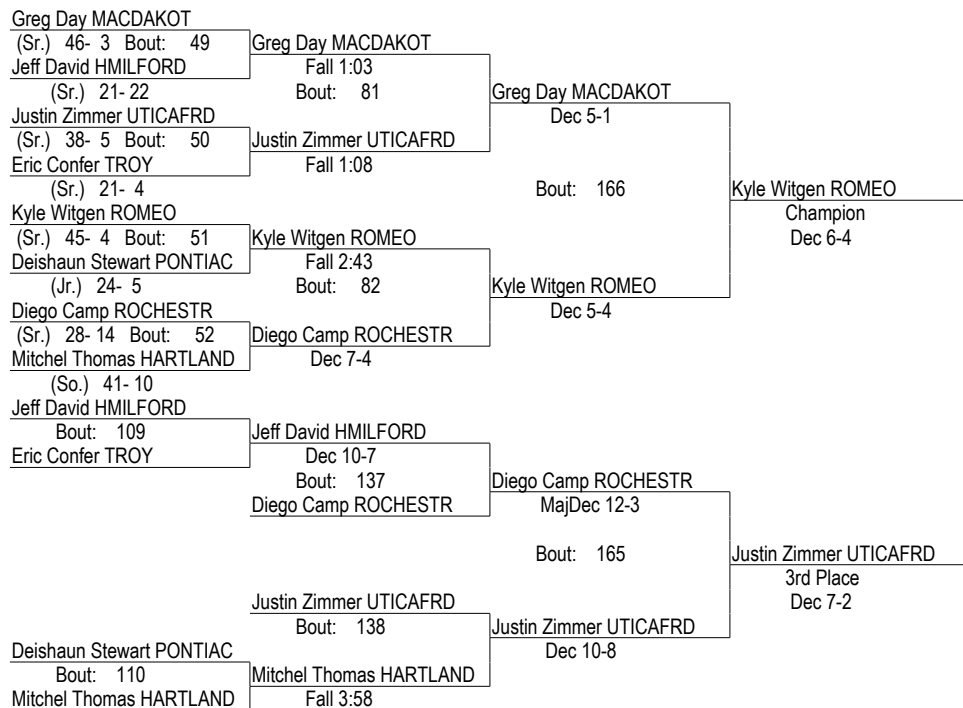 Greg Day MACDAKOT
(Sr.) 46- 3 Bout: 49
Greg Day MACDAKOT
Jeff David HMILFORD
Fall 1:03
(Sr.) 21- 22
Bout: 81
Greg Day MACDAKOT
Justin Zimmer UTICAFRD
Dec 5-1
(Sr.) 38- 5 Bout: 50
Justin Zimmer UTICAFRD
Eric Confer TROY
Fall 1:08
(Sr.) 21- 4
Bout: 166
Kyle Witgen ROMEO
Kyle Witgen ROMEO
Champion
(Sr.) 45- 4 Bout: 51
Kyle Witgen ROMEO
Dec 6-4
Deishaun Stewart PONTIAC
Fall 2:43
(Jr.) 24- 5
Bout: 82
Kyle Witgen ROMEO
Diego Camp ROCHESTR
Dec 5-4
(Sr.) 28- 14 Bout: 52
Diego Camp ROCHESTR
Mitchel Thomas HARTLAND
Dec 7-4
(So.) 41- 10
Jeff David HMILFORD
Bout: 109
Jeff David HMILFORD
Eric Confer TROY
Dec 10-7
Bout: 137
Diego Camp ROCHESTR
Diego Camp ROCHESTR
MajDec 12-3
Bout: 165
Justin Zimmer UTICAFRD
3rd Place
Justin Zimmer UTICAFRD
Dec 7-2
Bout: 138
Justin Zimmer UTICAFRD
Deishaun Stewart PONTIAC
Dec 10-8
Bout: 110
Mitchel Thomas HARTLAND
Mitchel Thomas HARTLAND
Fall 3:58